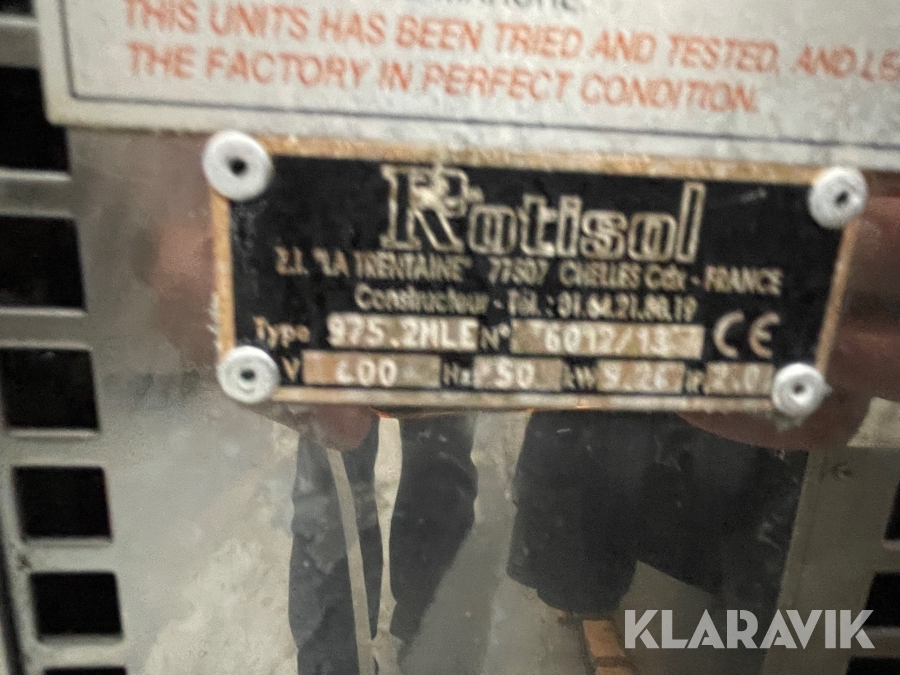 THIS UNITS HAS BEEN TRIED AND TESTED, AND
THE FACTORY IN PERFECT CONDITION.
Rotisol
Z.I. "LA TRENTAINE" 77507 CHELLES Cdx - FRANCE
Constructeur - Tél. : 01.64.21.80.19
Type 975.2MLE N° 6012/13 CE
V 400 Hz 50 kW
KLARAVIK